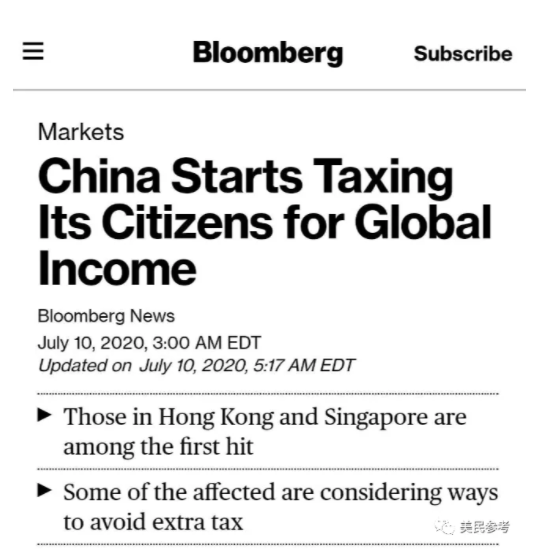 Bloomberg
Subscribe
Markets
China Starts Taxing
Its Citizens for Global
Income
Bloomberg News
July 10, 2020, 3:00 AM EDT
Updated on July 10, 2020, 5:17 AM EDT
Those in Hong Kong and Singapore are
among the first hit
Some of the affected are considering ways
to avoid extra tax
美民参考